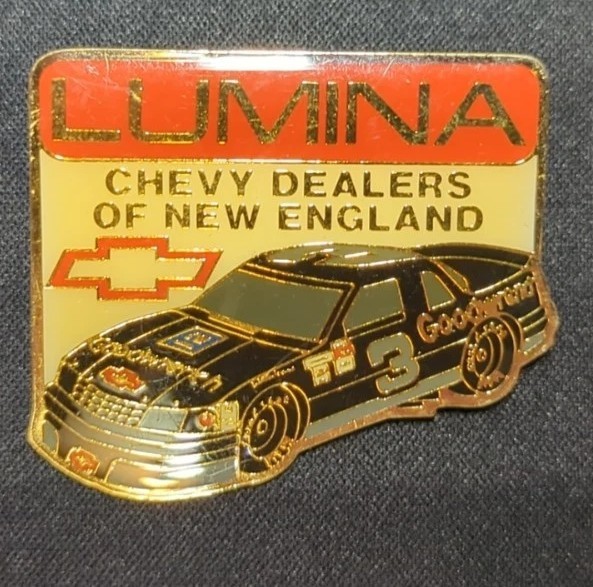 LUMINA
CHEVY DEALERS
OF NEW ENGLAND
Goodwrench
3
Goodwrench